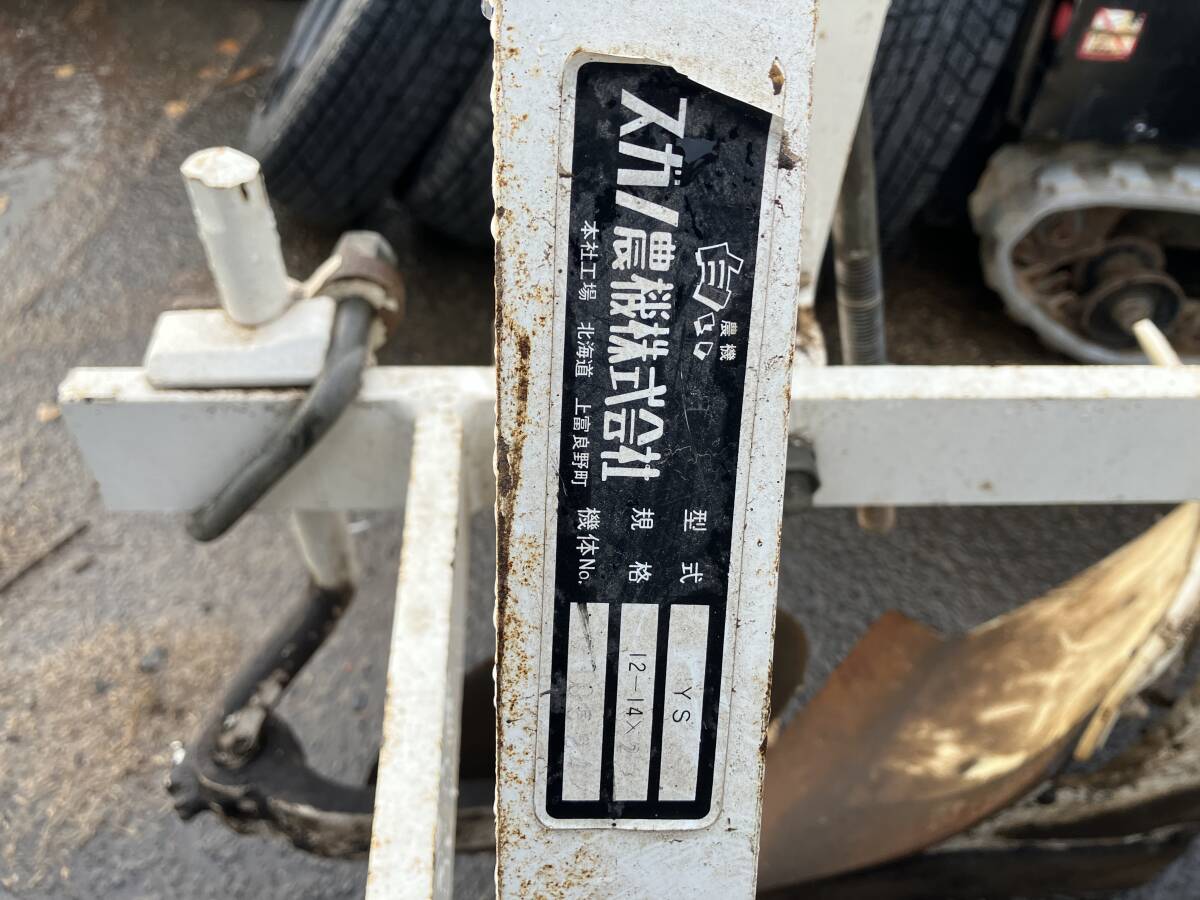 農機
スガノ農機株式会社
本社工場 北海道 上富良野町
型式 YS
規格 12-14×2
機体No.